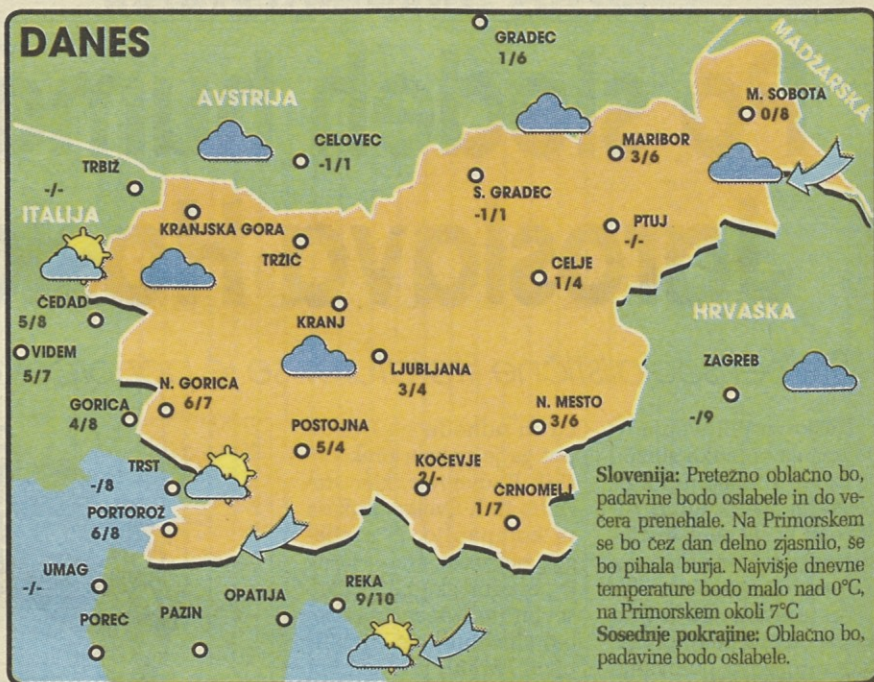 DANES
GRADEC
1/6
MADŽARSKA
AVSTRIJA
M. SOBOTA
0/8
CELOVEC
-1/1
MARIBOR
3/6
TRBIŽ
-/-
S. GRADEC
-1/1
ITALIJA
KRANJSKA GORA
TRŽIČ
PTUJ
-/-
CELJE
1/4
ČEDAD
5/8
KRANJ
HRVAŠKA
VIDEM
5/7
LJUBLJANA
3/4
ZAGREB
-/9
N. GORICA
6/7
GORICA
4/8
N. MESTO
3/6
POSTOJNA
5/4
KOČEVJE
2/-
TRST
-/8
ČRNOMELJ
1/7
PORTOROŽ
6/8
UMAG
-/-
OPATIJA
REKA
9/10
POREČ
PAZIN
Slovenija: Pretežno oblačno bo,
padavine bodo oslabele in do ve-
čera prenehale. Na Primorskem
se bo čez dan delno zjasnilo, še
bo pihala burja. Najvišje dnevne
temperature bodo malo nad 0°C,
na Primorskem okoli 7°C
Sosednje pokrajine: Oblačno bo,
padavine bodo oslabele.